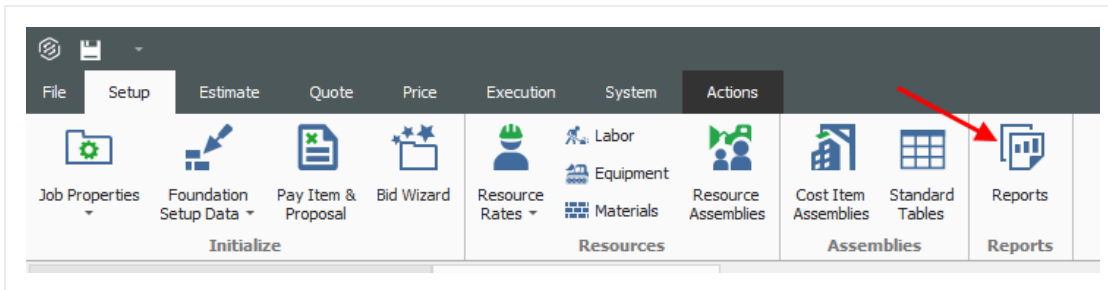 File Setup Estimate Quote Price Execution System Actions
Labor
Equipment
Materials
Job Properties Foundation Setup Data Pay Item & Proposal Bid Wizard Resource Rates Resource Assemblies Cost Item Assemblies Standard Tables Reports
Initialize Resources Assemblies Reports